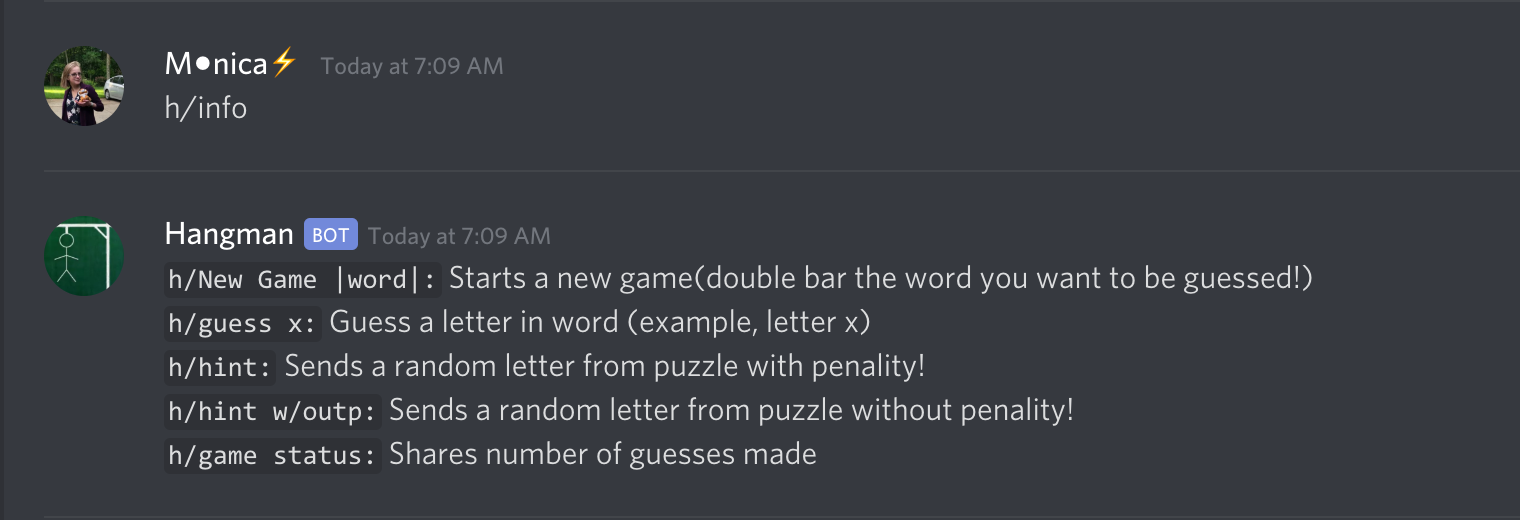 M●nica⚡ Today at 7:09 AM
h/info
Hangman BOT Today at 7:09 AM
h/New Game |word|: Starts a new game(double bar the word you want to be guessed!)
h/guess x: Guess a letter in word (example, letter x)
h/hint: Sends a random letter from puzzle with penality!
h/hint w/outp: Sends a random letter from puzzle without penality!
h/game status: Shares number of guesses made